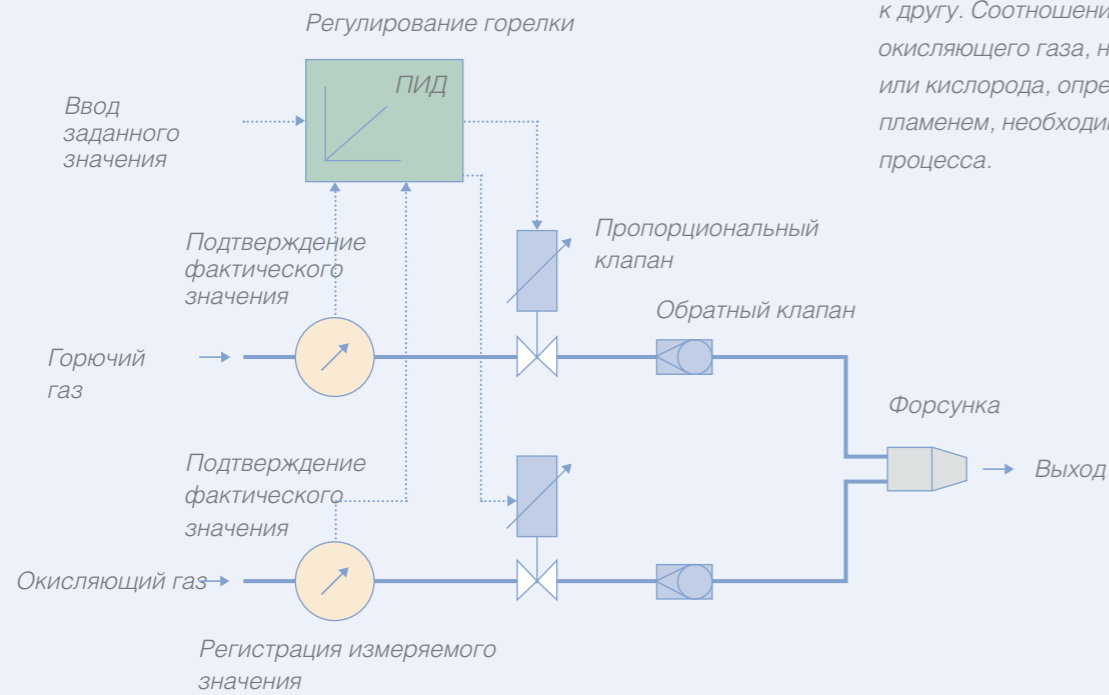 Регулирование горелки
к другу. Соотношени
окисляющего газа, н
или кислорода, опре
пламенем, необходи
процесса.
ПИД
Ввод
заданного
значения
Подтверждение
фактического
значения
Пропорциональный
клапан
Обратный клапан
Горючий
газ
Форсунка
Подтверждение
фактического
значения
Выход
Окисляющий газ
Регистрация измеряемого
значения